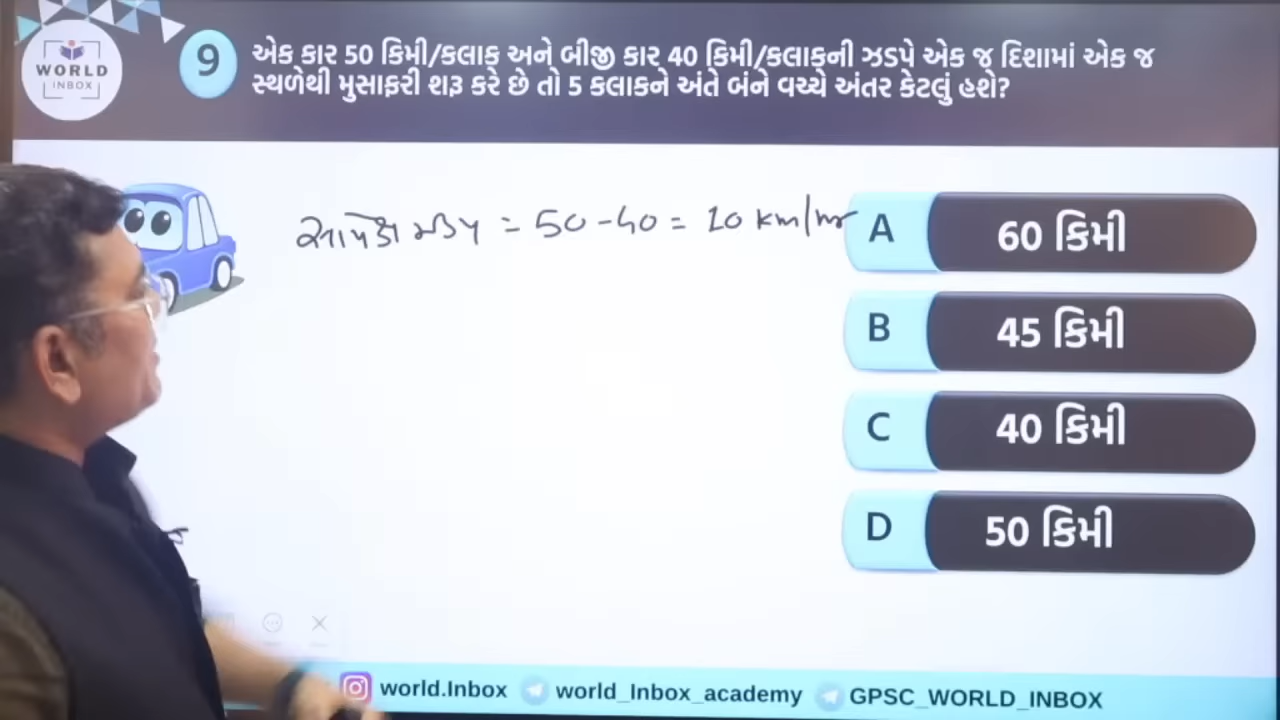 WORLD
INBOX
9
એક કાર 50 કિમી/કલાક અને બીજી કાર 40 કિમી/કલાકની ઝડપે એક જ દિશામાં એક જ
સ્થળેથી મુસાફરી શરૂ કરે છે તો 5 કલાકને અંતે બંને વચ્ચે અંતર કેટલું હશે?
સાપેક્ષ ઝડપ = 50 - 40 = 10 km/hr
A 60 કિમી
B 45 કિમી
C 40 કિમી
D 50 કિમી
world.Inbox world_Inbox_academy GPSC_WORLD_INBOX